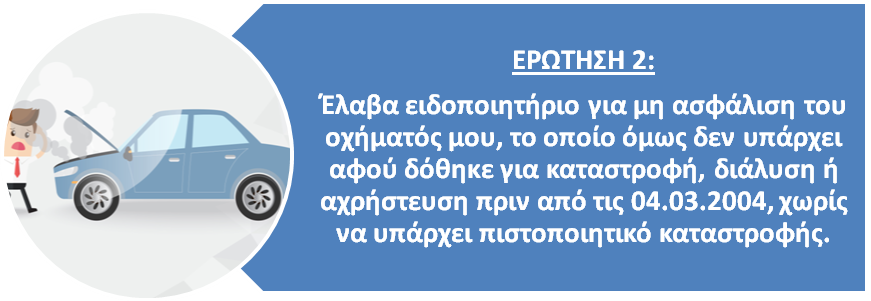 ΕΡΩΤΗΣΗ 2:
Έλαβα ειδοποιητήριο για μη ασφάλιση του
οχήματός μου, το οποίο όμως δεν υπάρχει
αφού δόθηκε για καταστροφή, διάλυση ή
αχρήστευση πριν από τις 04.03.2004, χωρίς
να υπάρχει πιστοποιητικό καταστροφής.